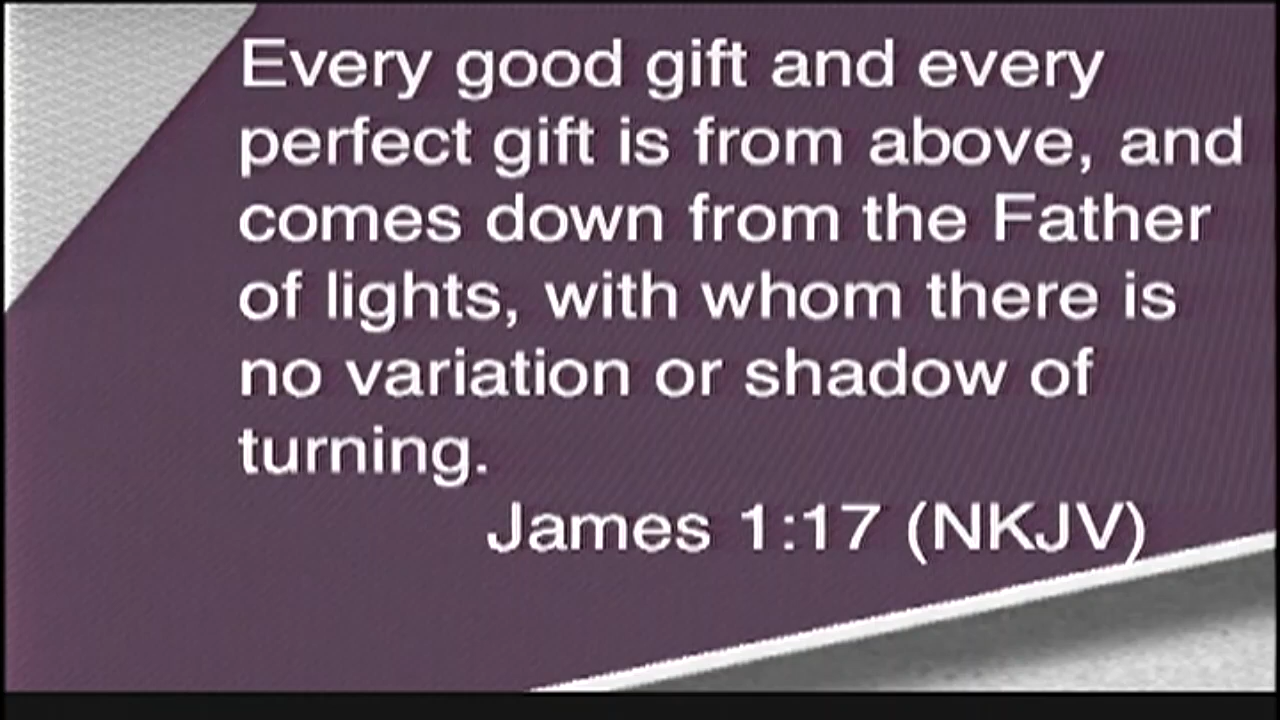 Every good gift and every
perfect gift is from above, and
comes down from the Father
of lights, with whom there is
no variation or shadow of
turning.
James 1:17 (NKJV)